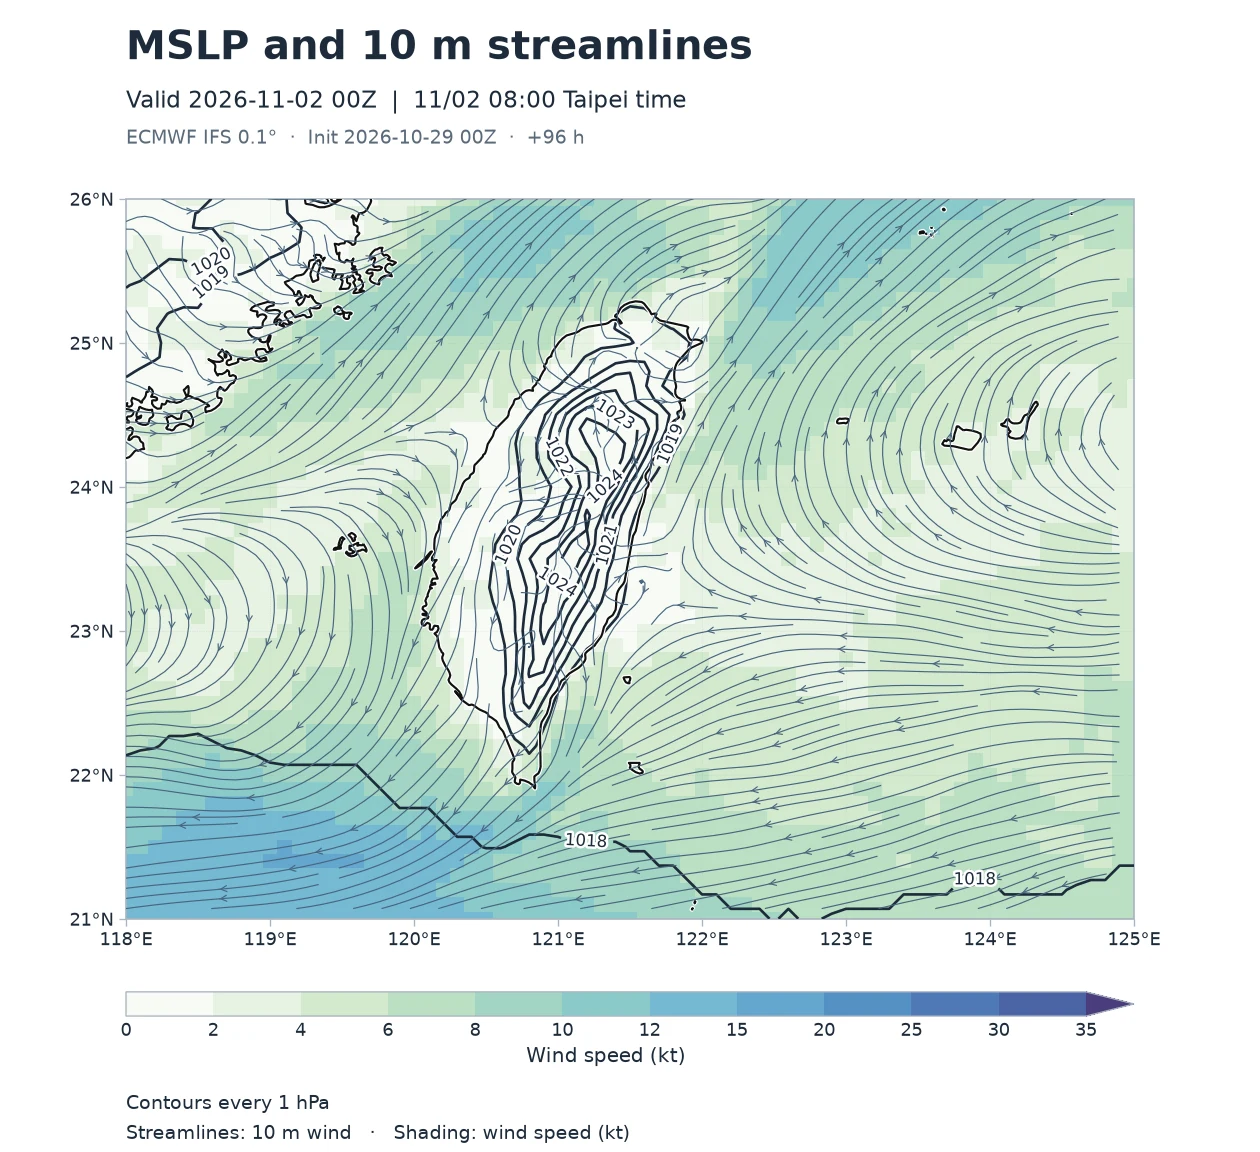 MSLP and 10 m streamlines
Valid 2026-11-02 00Z | 11/02 08:00 Taipei time
ECMWF IFS 0.1° · Init 2026-10-29 00Z · +96 h
26°N
25°N
24°N
23°N
22°N
21°N
1020
1019
1023
1022
1019
1024
1020
1021
1024
1018
1018
118°E 119°E 120°E 121°E 122°E 123°E 124°E 125°E
0 2 4 6 8 10 12 15 20 25 30 35
Wind speed (kt)
Contours every 1 hPa
Streamlines: 10 m wind · Shading: wind speed (kt)